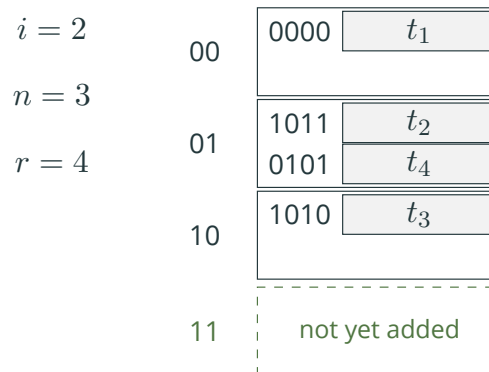 i = 2
n = 3
r = 4
00
0000 t₁
01
1011 t₂
0101 t₄
10
1010 t₃
11
not yet added